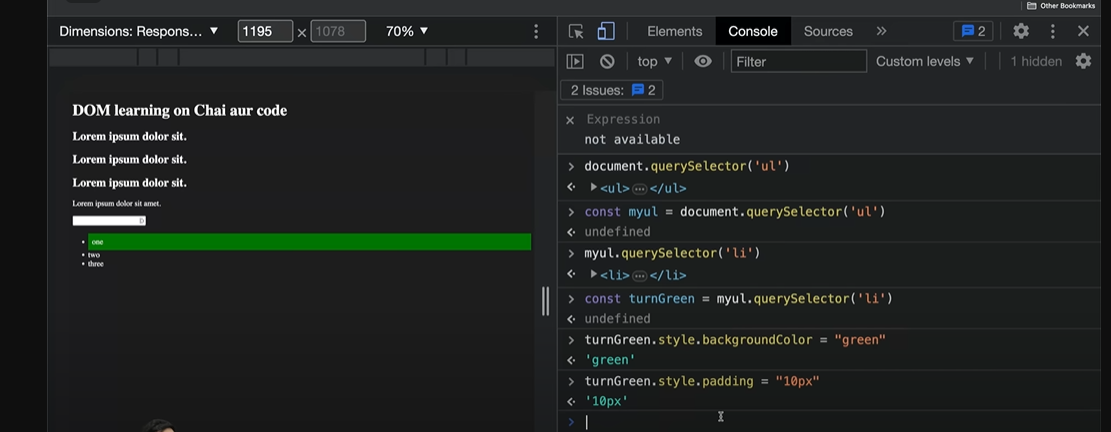 Other Bookmarks
Dimensions: Respons... ▼ 1195 × 1078 70% ▼
Elements Console Sources » 2
top ▼ Filter Custom levels ▼ 1 hidden
2 Issues: 2
DOM learning on Chai aur code
Lorem ipsum dolor sit.
Lorem ipsum dolor sit.
Lorem ipsum dolor sit.
Lorem ipsum dolor sit amet.
one
two
three
Expression
not available
document.querySelector('ul')
<ul>…</ul>
const myul = document.querySelector('ul')
undefined
myul.querySelector('li')
<li>…</li>
const turnGreen = myul.querySelector('li')
undefined
turnGreen.style.backgroundColor = "green"
'green'
turnGreen.style.padding = "10px"
'10px'